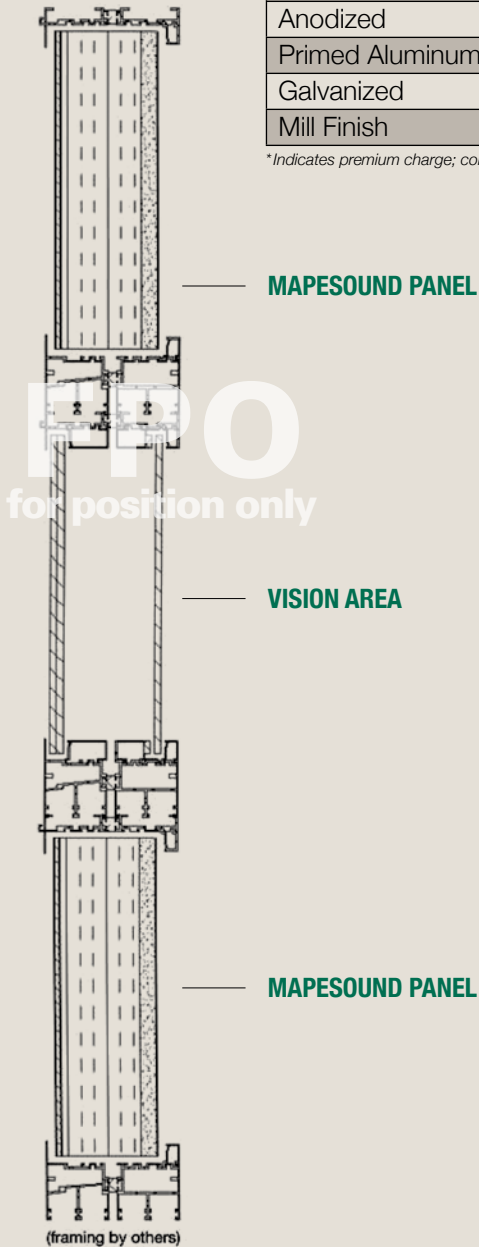 Anodized
Primed Aluminum
Galvanized
Mill Finish
*Indicates premium charge;
MAPESOUND PANEL
FPO
for position only
VISION AREA
MAPESOUND PANEL
(framing by others)